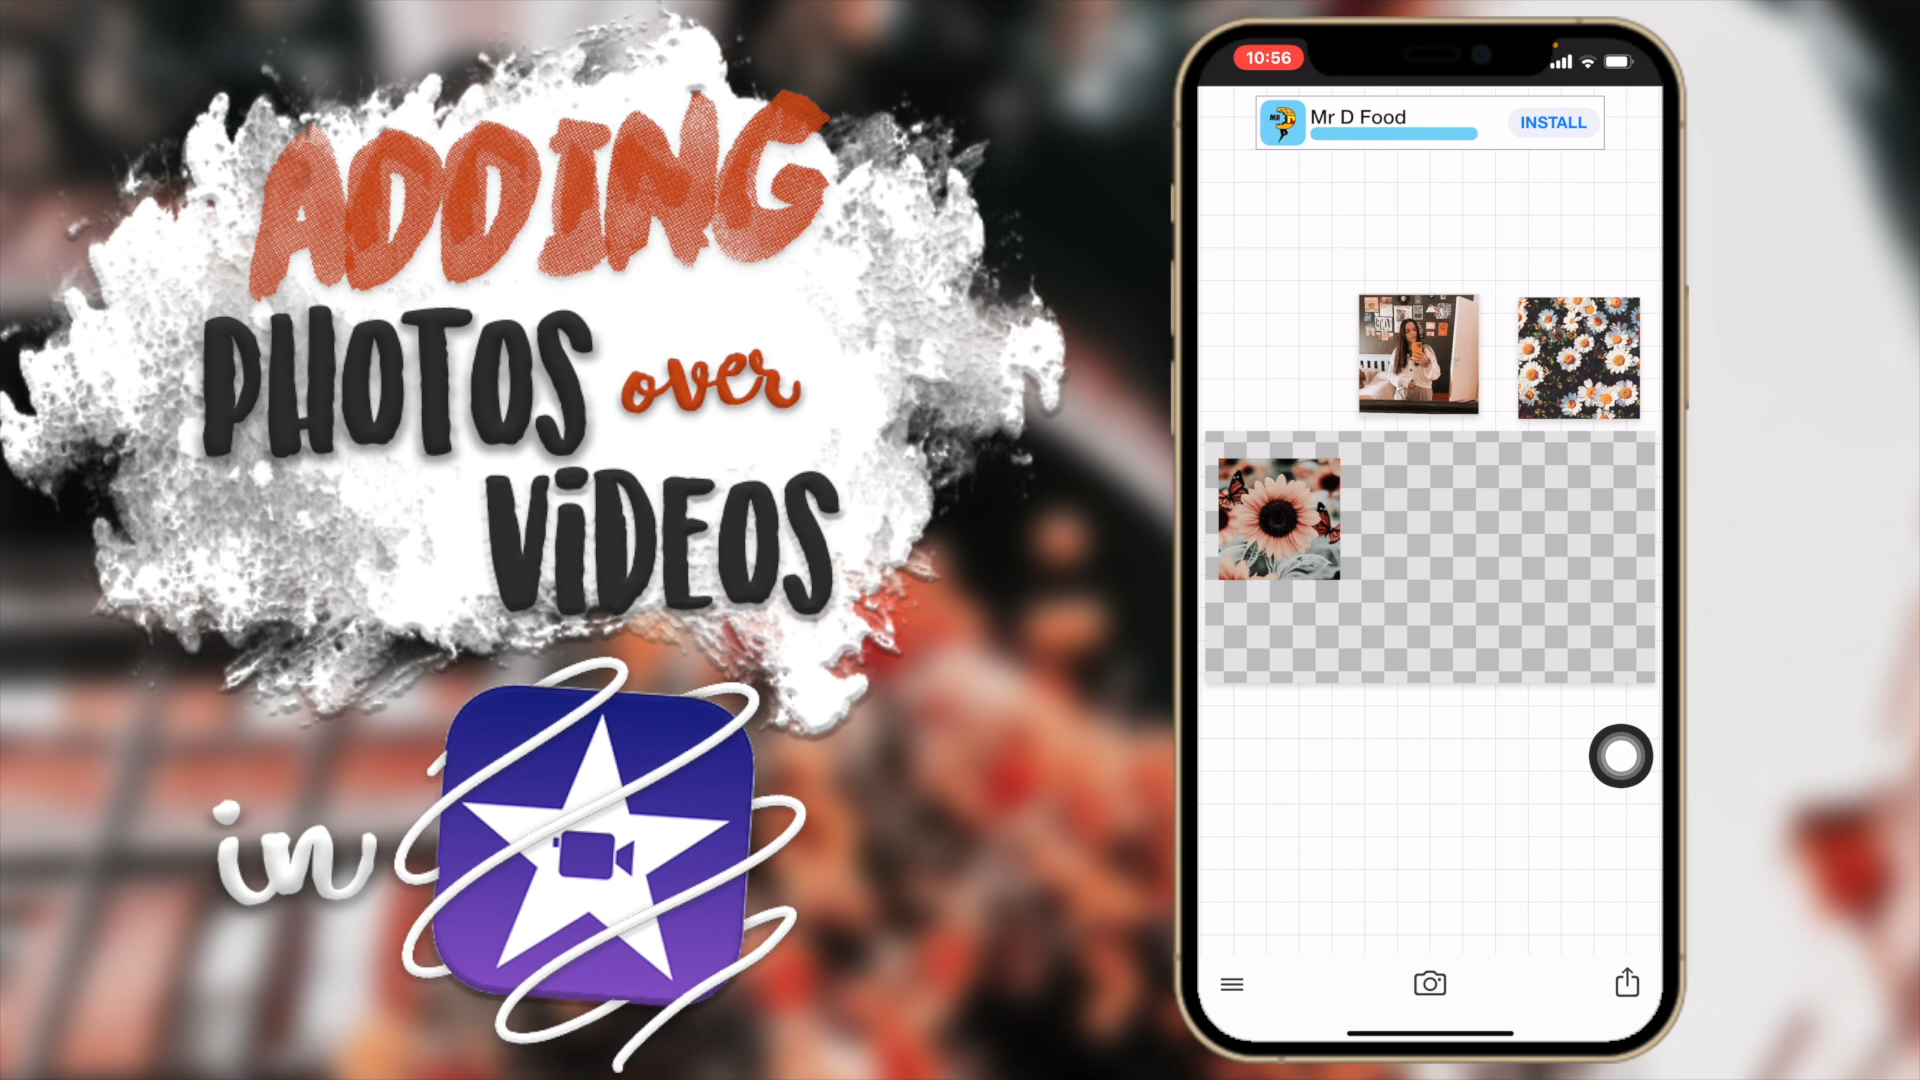 ADDING
PHOTOS over
ViDEOS
in
10:56
Mr D Food
INSTALL